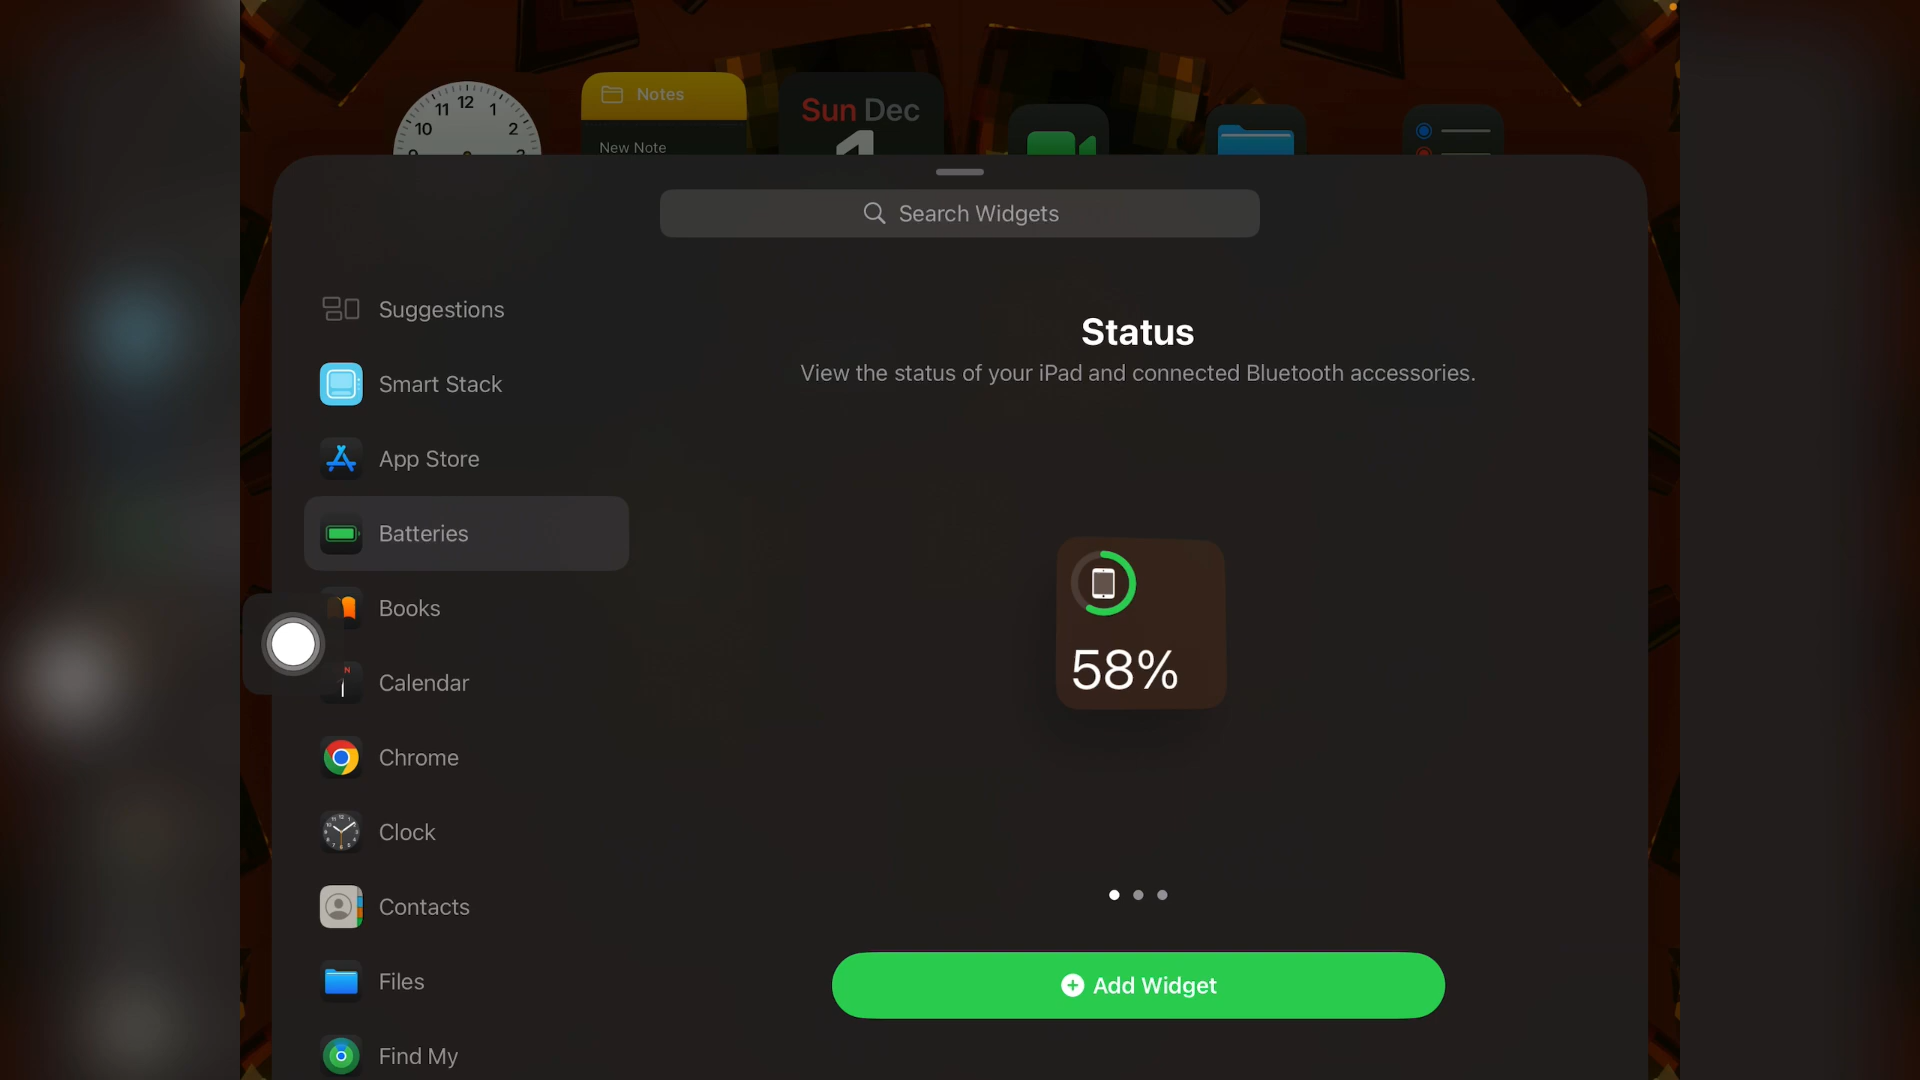 11 12 1
10 2
Notes
New Note
Sun Dec
1
Search Widgets
Suggestions
Smart Stack
App Store
Batteries
Books
Calendar
Chrome
Clock
Contacts
Files
Find My
Status
View the status of your iPad and connected Bluetooth accessories.
58%
Add Widget